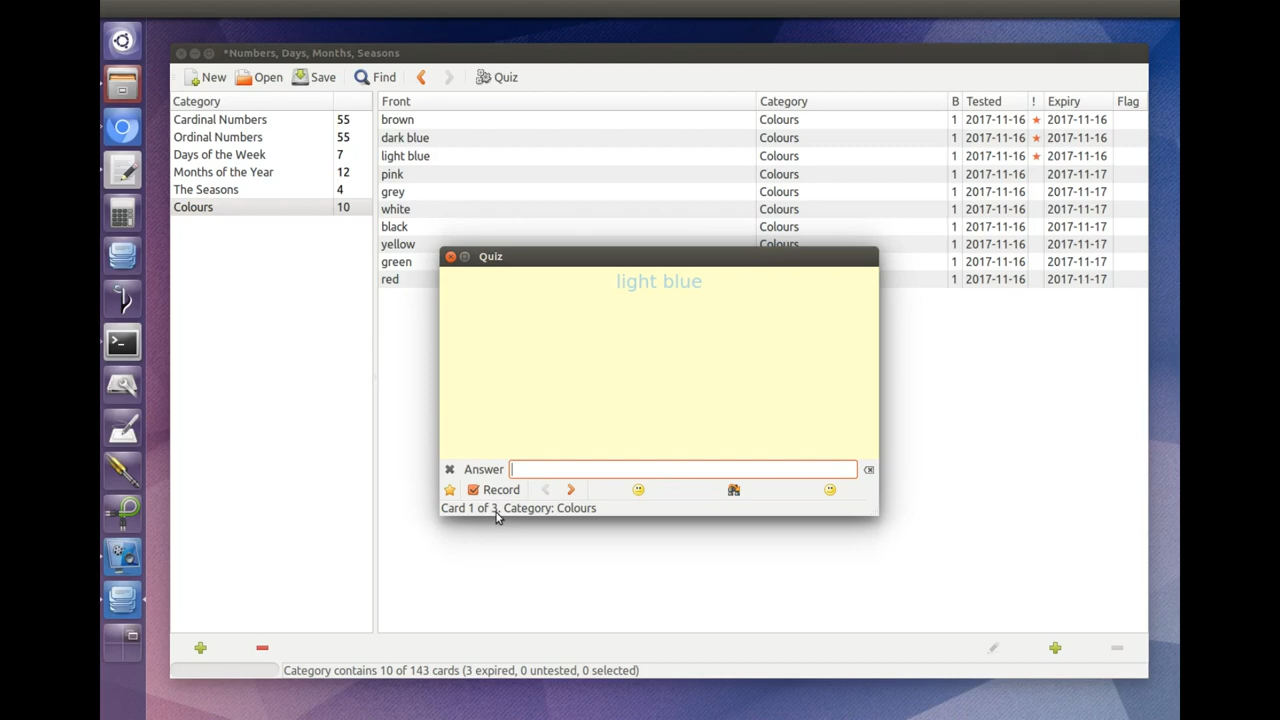 *Numbers, Days, Months, Seasons
New Open Save Find Quiz
Category Front Category B Tested ! Expiry Flag
Cardinal Numbers 55 brown Colours 1 2017-11-16 2017-11-16
Ordinal Numbers 55 dark blue Colours 1 2017-11-16 2017-11-16
Days of the Week 7 light blue Colours 1 2017-11-16 2017-11-16
Months of the Year 12 pink Colours 1 2017-11-16 2017-11-17
The Seasons 4 grey Colours 1 2017-11-16 2017-11-17
Colours 10 white Colours 1 2017-11-16 2017-11-17
black Colours 1 2017-11-16 2017-11-17
yellow Colours 1 2017-11-16 2017-11-17
green 1 2017-11-16 2017-11-17
red 1 2017-11-16 2017-11-17
Quiz
light blue
Answer
Record
Card 1 of 3. Category: Colours
Category contains 10 of 143 cards (3 expired, 0 untested, 0 selected)